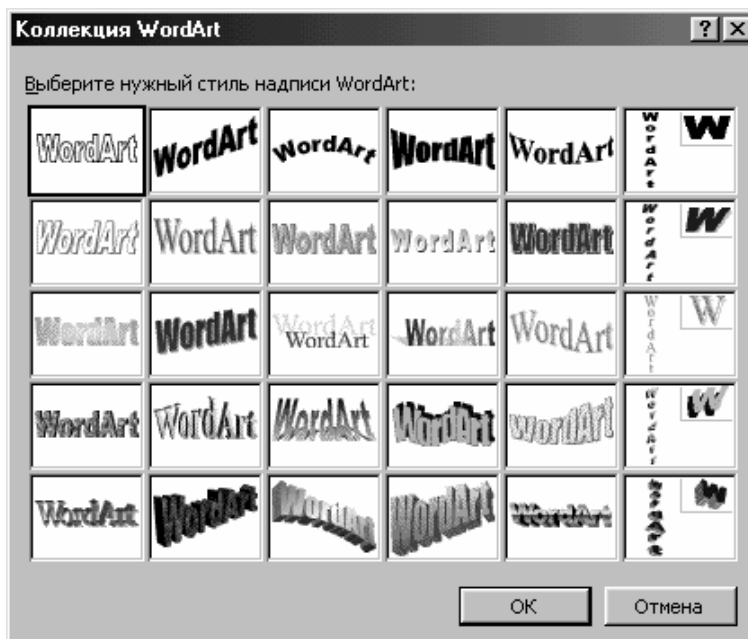 Коллекция WordArt
Выберите нужный стиль надписи WordArt:
WordArt WordArt WordArt WordArt WordArt WordArt W
WordArt WordArt WordArt WordArt WordArt WordArt W
WordArt WordArt WordArt WordArt WordArt WordArt WordArt W
WordArt WordArt WordArt WordArt WordArt WordArt W
WordArt WordArt WordArt WordArt WordArt WordArt W
ОК Отмена